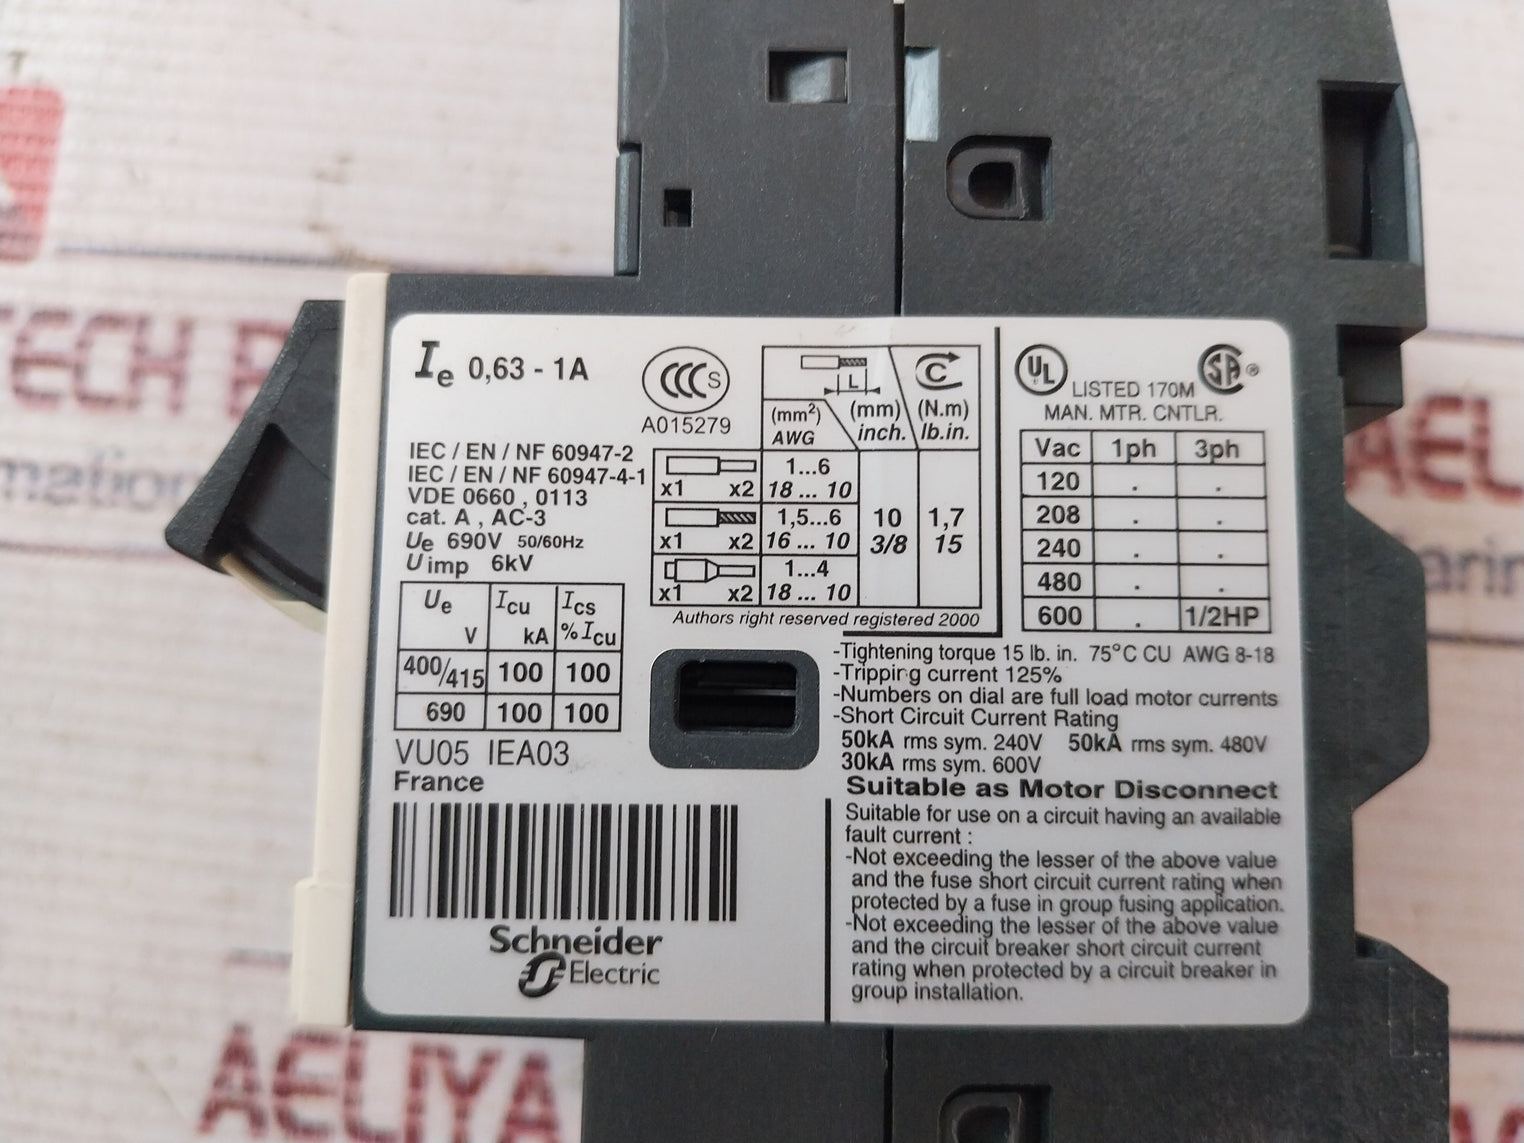 Ie 0,63 - 1A
CCC S
A015279
IEC / EN / NF 60947-2
IEC / EN / NF 60947-4-1
VDE 0660 , 0113
cat. A , AC-3
Ue 690V 50/60Hz
U imp 6kV
Ue V Icu kA Ics %Icu
400/415 100 100
690 100 100
VU05 IEA03
France
Schneider
Electric
L C
(mm²) (mm) (N.m)
AWG inch. lb.in.
x1 x2 1...6
18 ... 10
x1 x2 1,5...6 10 1,7
16 ... 10 3/8 15
x1 x2 1...4
18 ... 10
Authors right reserved registered 2000
UL LISTED 170M SA ®
MAN. MTR. CNTLR.
Vac 1ph 3ph
120 . .
208 . .
240 . .
480 . .
600 . 1/2HP
-Tightening torque 15 lb. in. 75°C CU AWG 8-18
-Tripping current 125%
-Numbers on dial are full load motor currents
-Short Circuit Current Rating
50kA rms sym. 240V 50kA rms sym. 480V
30kA rms sym. 600V
Suitable as Motor Disconnect
Suitable for use on a circuit having an available
fault current :
-Not exceeding the lesser of the above value
and the fuse short circuit current rating when
protected by a fuse in group fusing application.
-Not exceeding the lesser of the above value
and the circuit breaker short circuit current
rating when protected by a circuit breaker in
group installation.
TECH
mation
AEL
arin
AELIYA